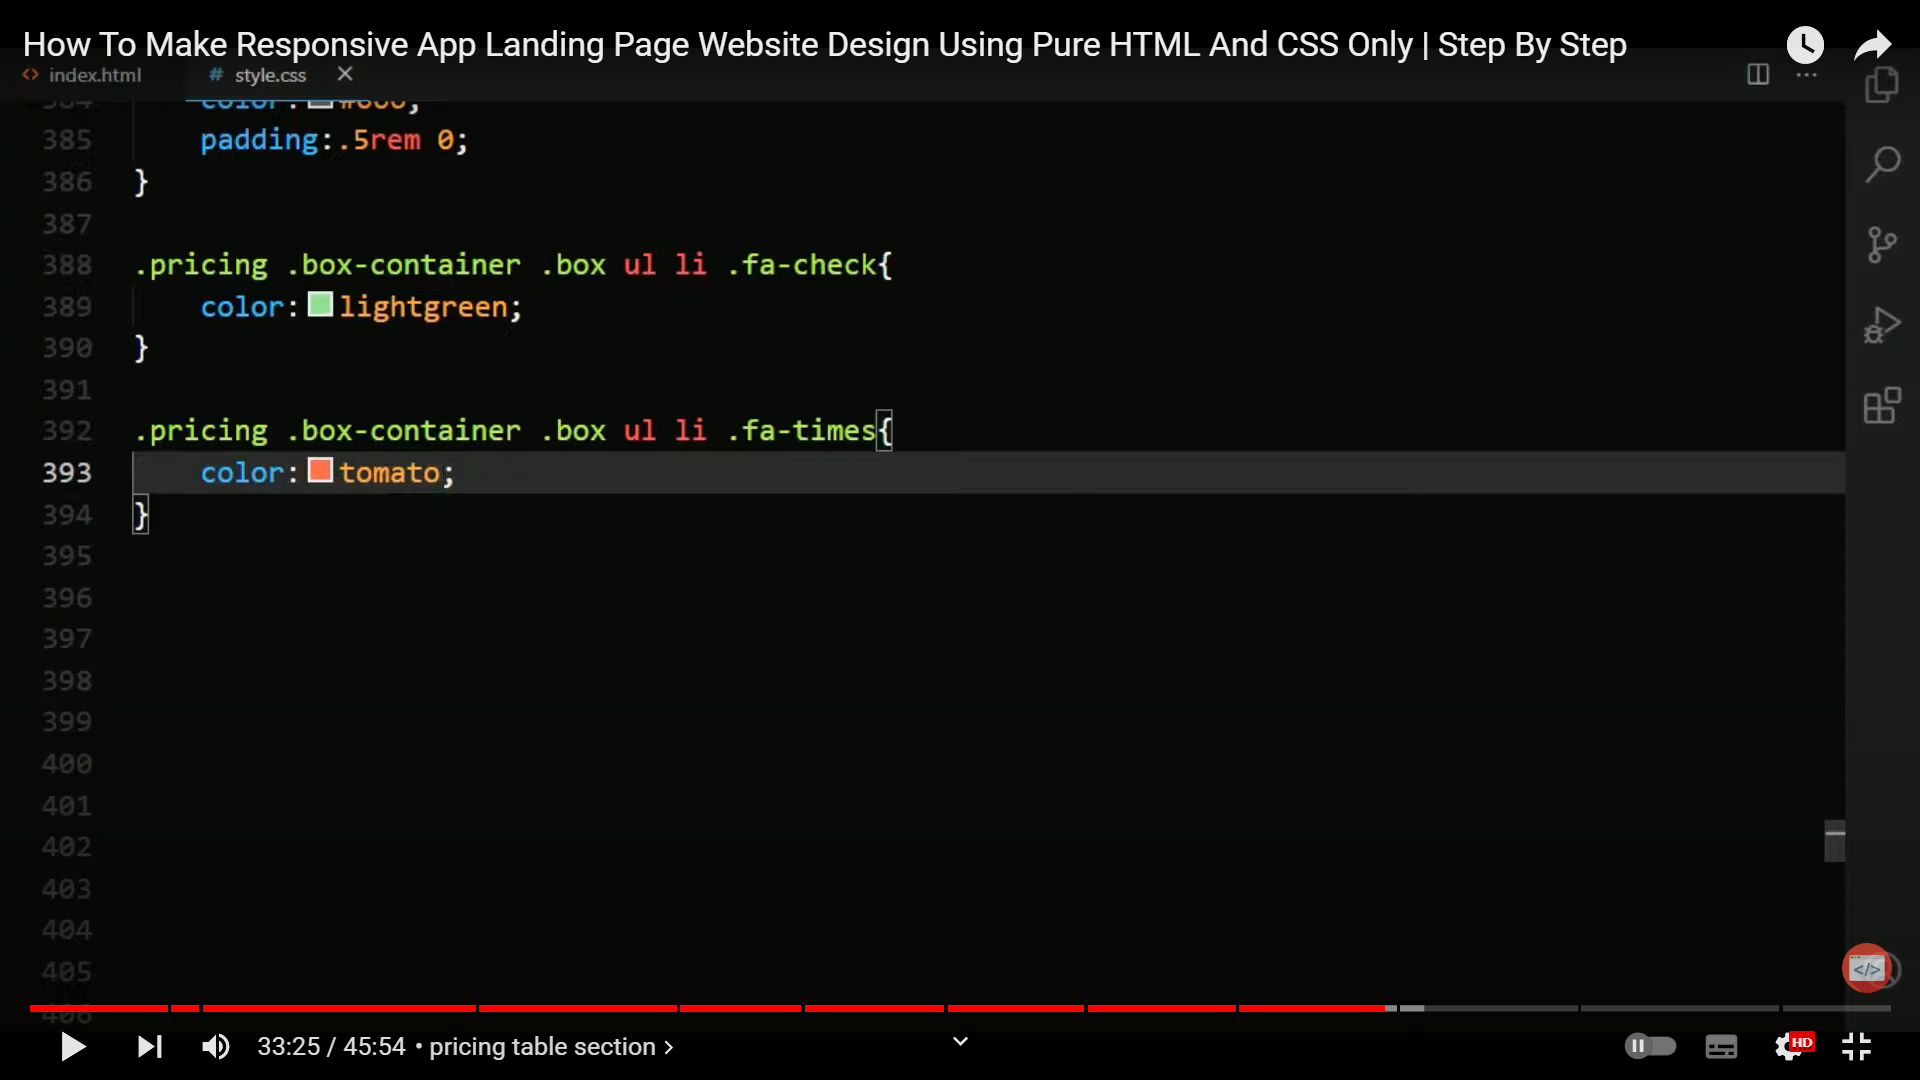 How To Make Responsive App Landing Page Website Design Using Pure HTML And CSS Only | Step By Step
<> index.html # style.css
385 padding:.5rem 0;
386 }
387
388 .pricing .box-container .box ul li .fa-check{
389 color: lightgreen;
390 }
391
392 .pricing .box-container .box ul li .fa-times{
393 color: tomato;
394 }
395
396
397
398
399
400
401
402
403
404
405
406
</>
33:25 / 45:54 • pricing table section >
HD